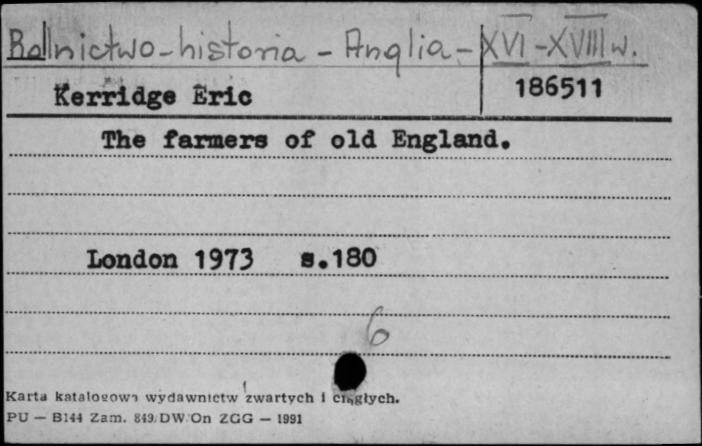 Rolnictwo-historia - Anglia - XVI-XVIII w.
Kerridge Eric 186511
The farmers of old England.
London 1973 s.180
6
Karta katalogowa wydawnictw zwartych i ciągłych.
PU — B144 Zam. 849/DW/On ZGG — 1991